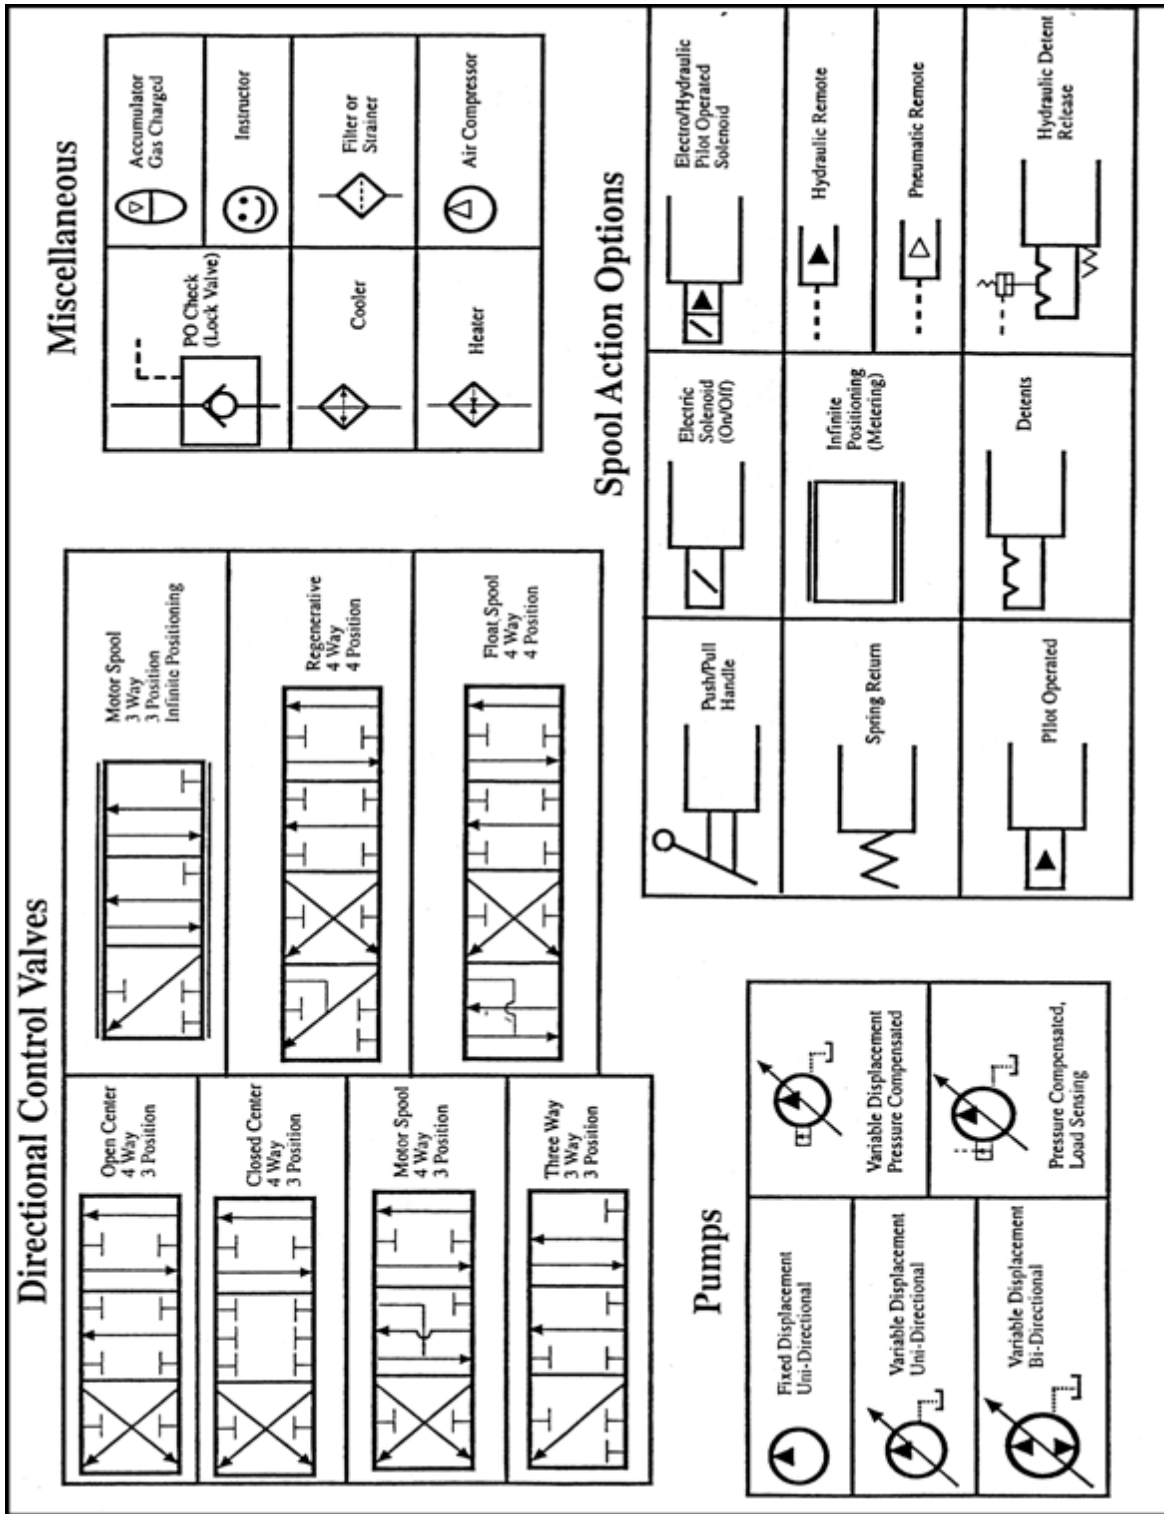 Directional Control Valves
Open Center
4 Way
3 Position
Closed Center
4 Way
3 Position
Motor Spool
4 Way
3 Position
Three Way
3 Way
3 Position
Motor Spool
3 Way
3 Position
Infinite Positioning
Regenerative
4 Way
4 Position
Float Spool
4 Way
4 Position
Miscellaneous
PO Check
(Lock Valve)
Cooler
Heater
Accumulator
Gas Charged
Instructor
Filter or
Strainer
Air Compressor
Pumps
Fixed Displacement
Uni-Directional
Variable Displacement
Uni-Directional
Variable Displacement
Bi-Directional
Variable Displacement
Pressure Compensated
Pressure Compensated,
Load Sensing
Spool Action Options
Push/Pull
Handle
Spring Return
Pilot Operated
Electric
Solenoid
(On/Off)
Infinite
Positioning
(Metering)
Detents
Electro/Hydraulic
Pilot Operated
Solenoid
Hydraulic Remote
Pneumatic Remote
Hydraulic Detent
Release